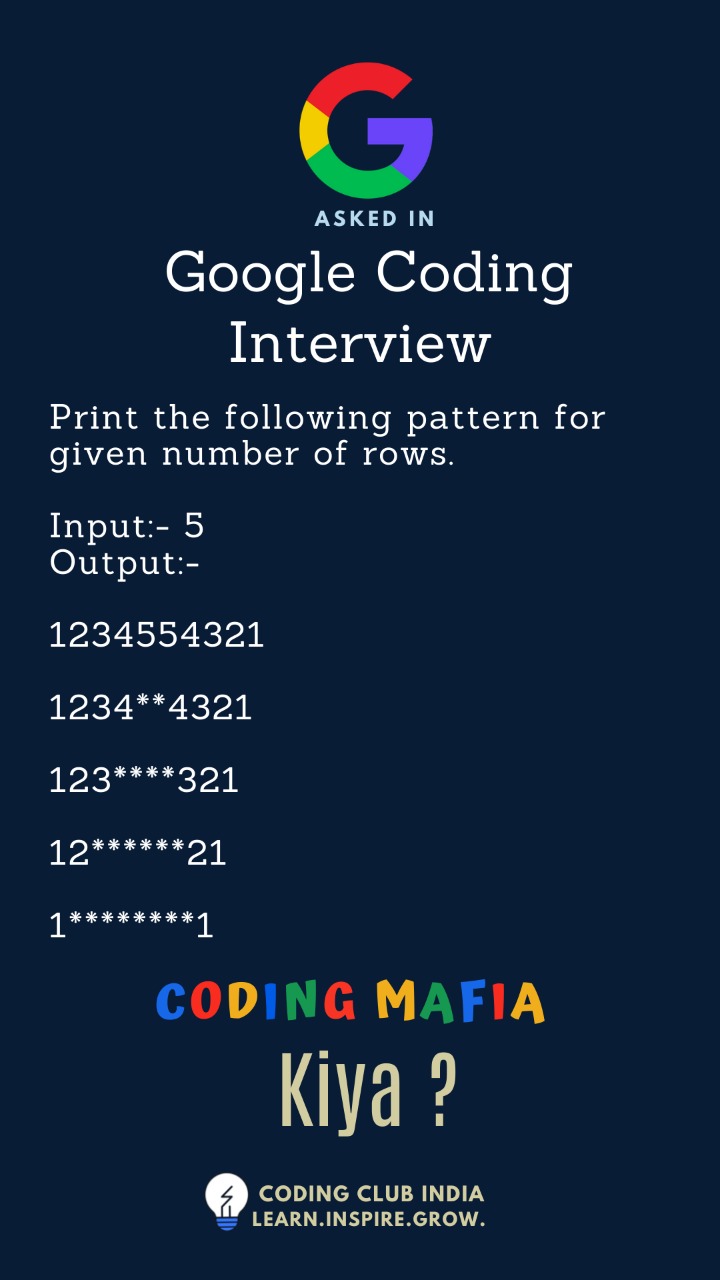 ASKED IN
Google Coding
Interview
Print the following pattern for
given number of rows.
Input:- 5
Output:-
1234554321
1234**4321
123****321
12******21
1********1
CODING MAFIA
Kiya ?
CODING CLUB INDIA
LEARN.INSPIRE.GROW.